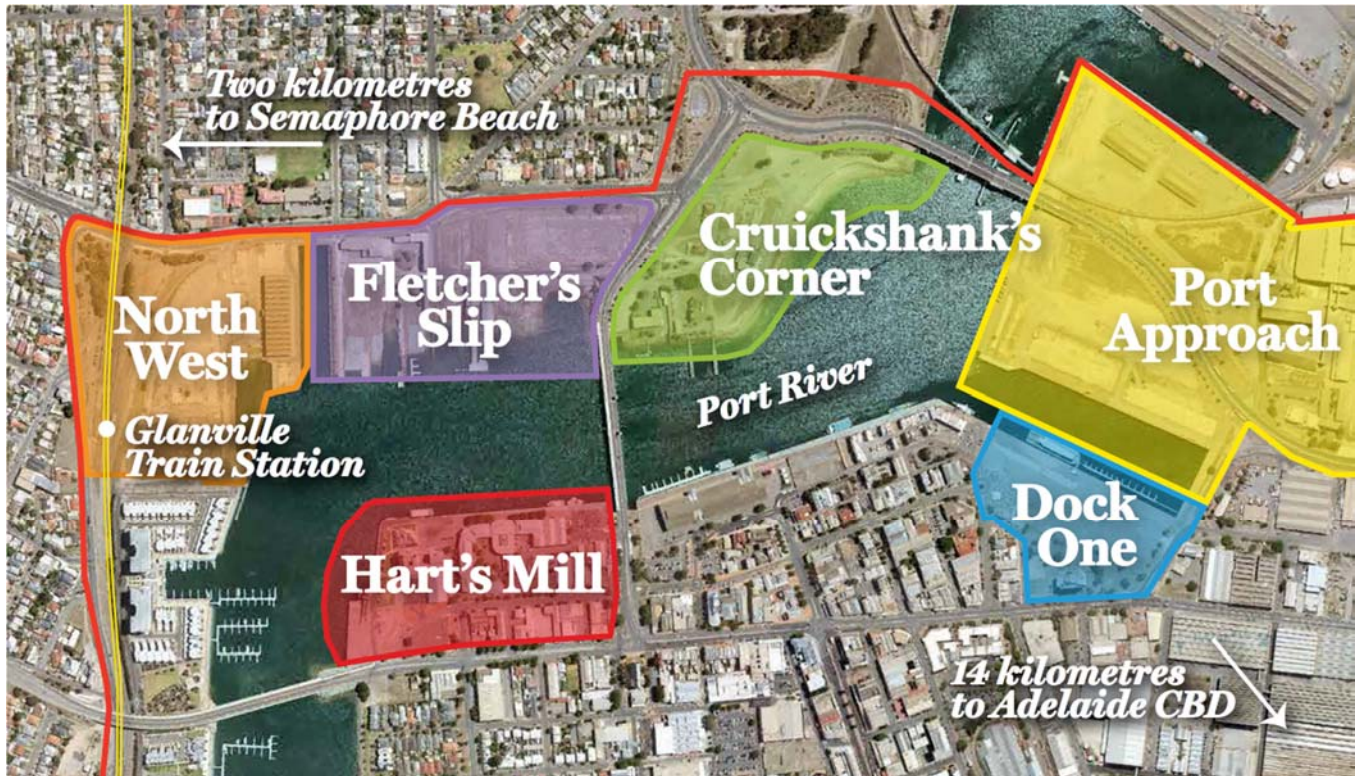 Two kilometres
to Semaphore Beach
Cruickshank's
Corner
Fletcher's
Slip
North
West
Port
Approach
Port River
Glanville
Train Station
Dock
One
Hart's Mill
14 kilometres
to Adelaide CBD